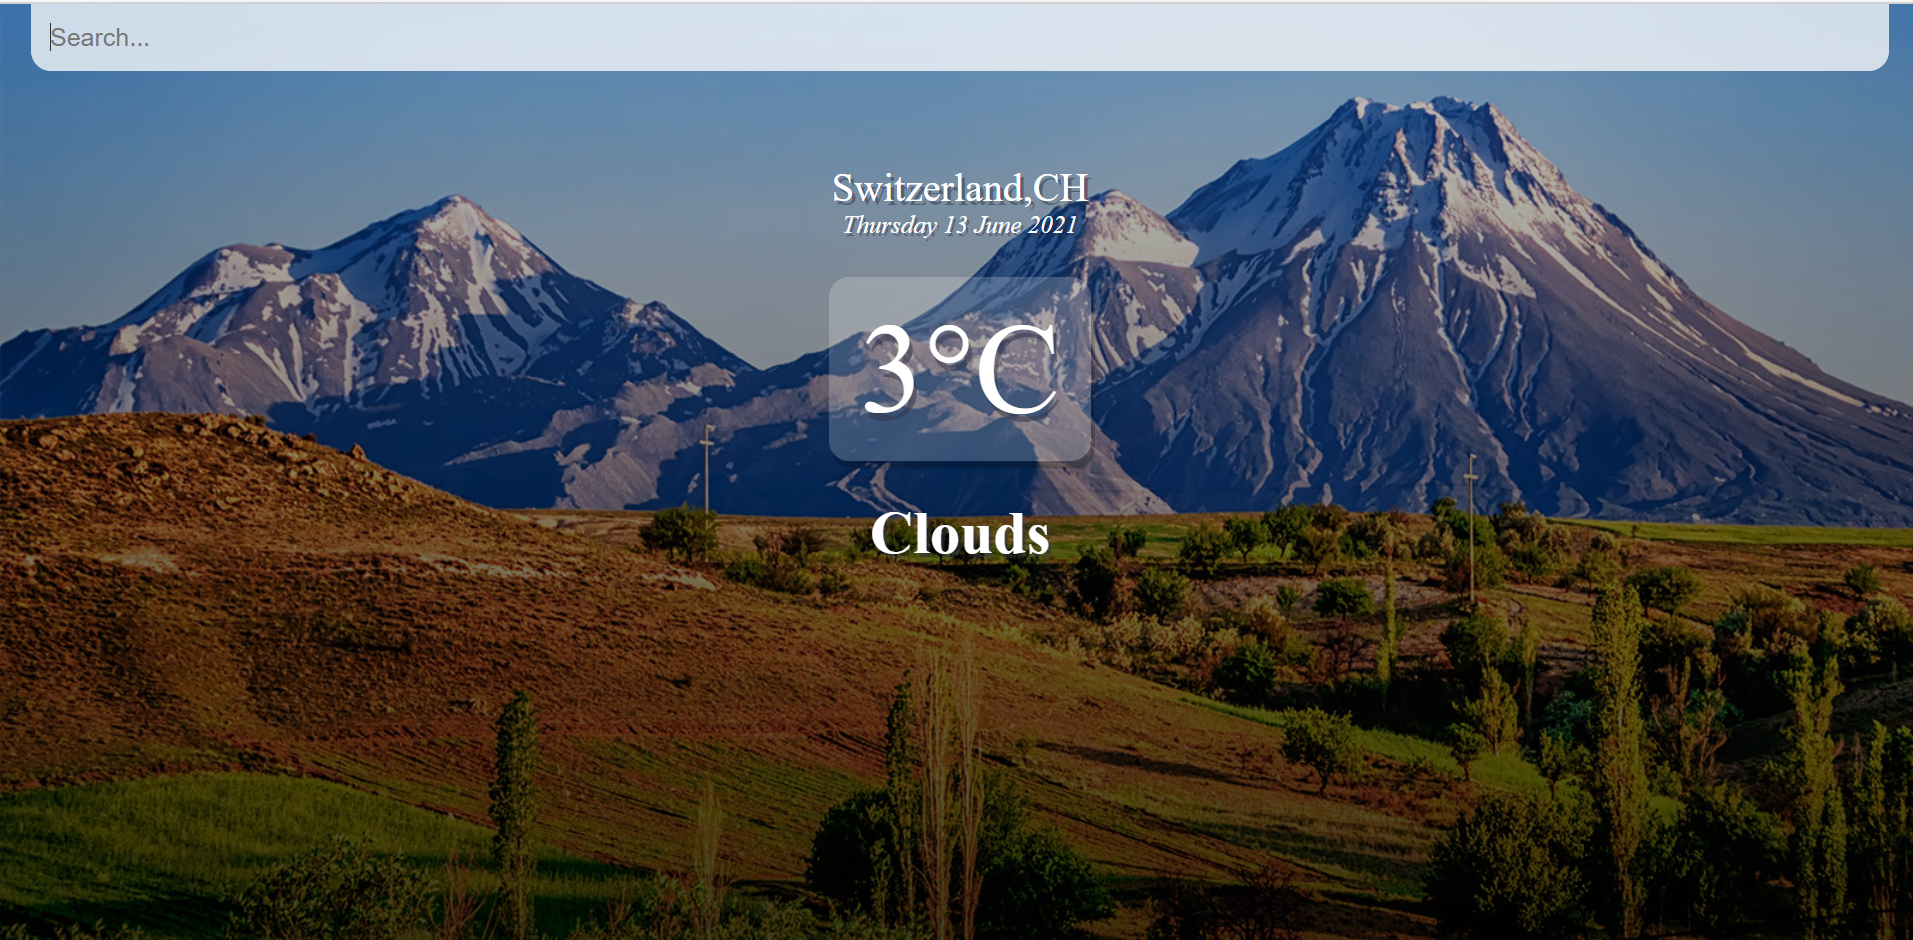 Search...
Switzerland,CH
Thursday 13 June 2021
3°C
Clouds